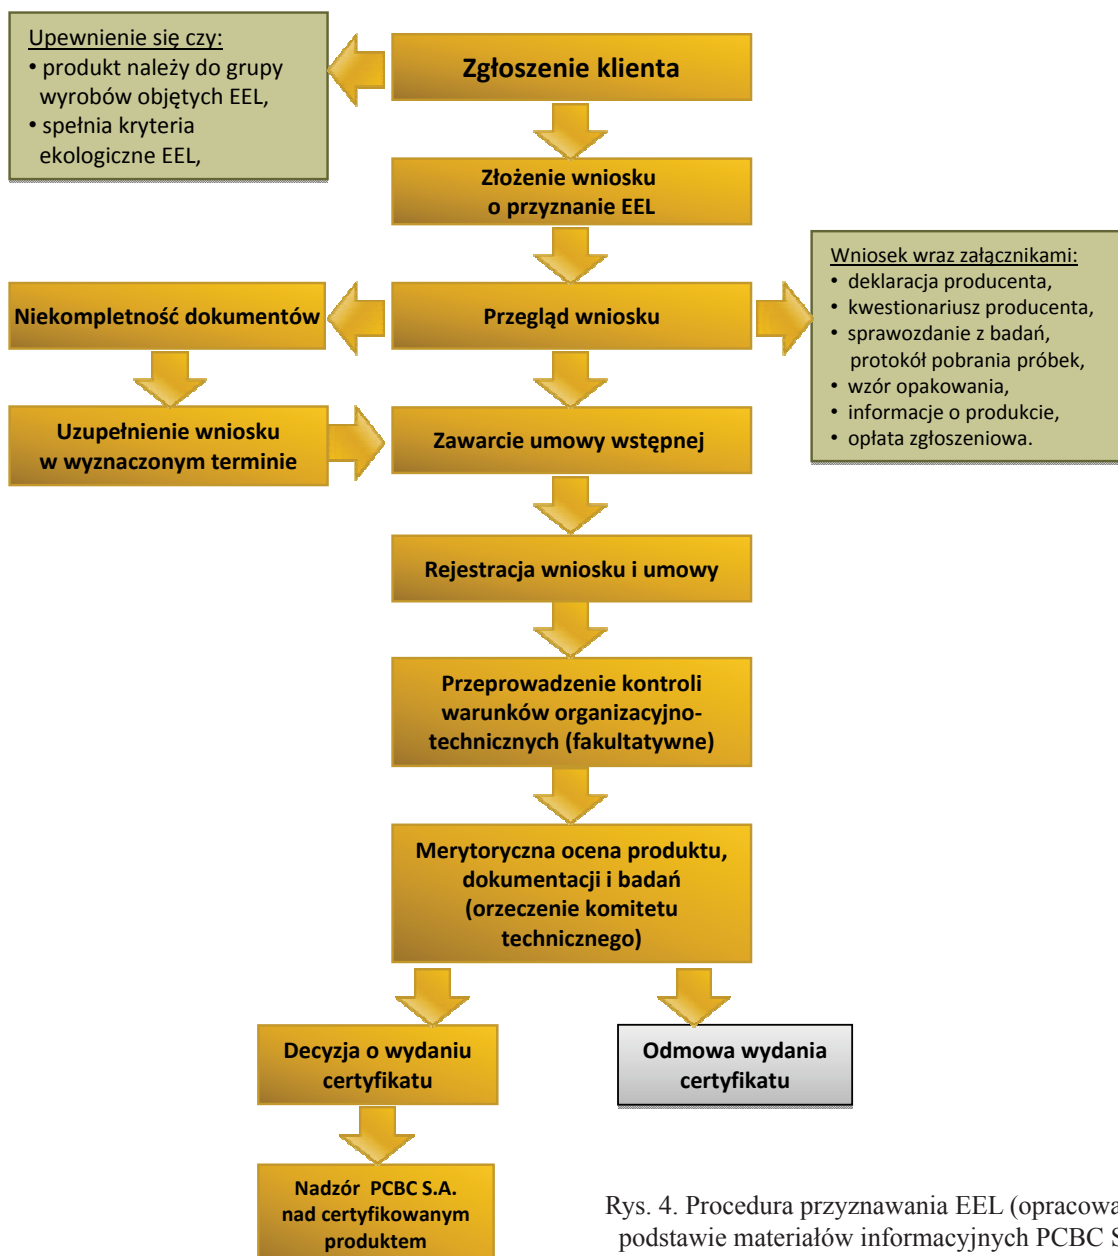 Upewnienie się czy:
• produkt należy do grupy
wyrobów objętych EEL,
• spełnia kryteria
ekologiczne EEL,
Zgłoszenie klienta
Złożenie wniosku
o przyznanie EEL
Wniosek wraz załącznikami:
• deklaracja producenta,
• kwestionariusz producenta,
• sprawozdanie z badań,
protokół pobrania próbek,
• wzór opakowania,
• informacje o produkcie,
• opłata zgłoszeniowa.
Niekompletność dokumentów
Przegląd wniosku
Uzupełnienie wniosku
w wyznaczonym terminie
Zawarcie umowy wstępnej
Rejestracja wniosku i umowy
Przeprowadzenie kontroli
warunków organizacyjno-
technicznych (fakultatywne)
Merytoryczna ocena produktu,
dokumentacji i badań
(orzeczenie komitetu
technicznego)
Decyzja o wydaniu
certyfikatu
Odmowa wydania
certyfikatu
Nadzór PCBC S.A.
nad certyfikowanym
produktem
Rys. 4. Procedura przyznawania EEL (opracowa
podstawie materiałów informacyjnych PCBC S